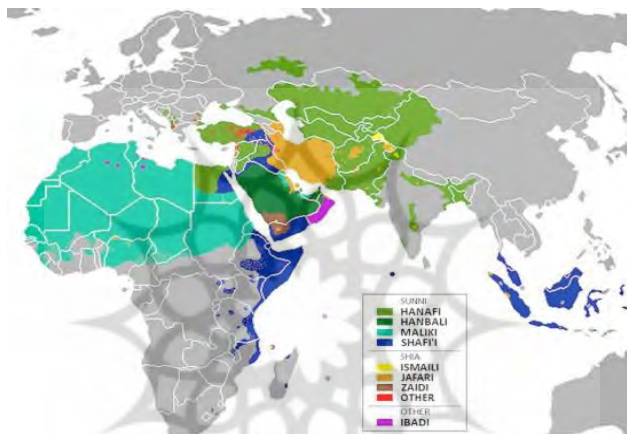 SUNNI
HANAFI
HANBALI
MALIKI
SHAFI'I
SHIA
ISMAILI
JAFARI
ZAIDI
OTHER
OTHER
IBADI